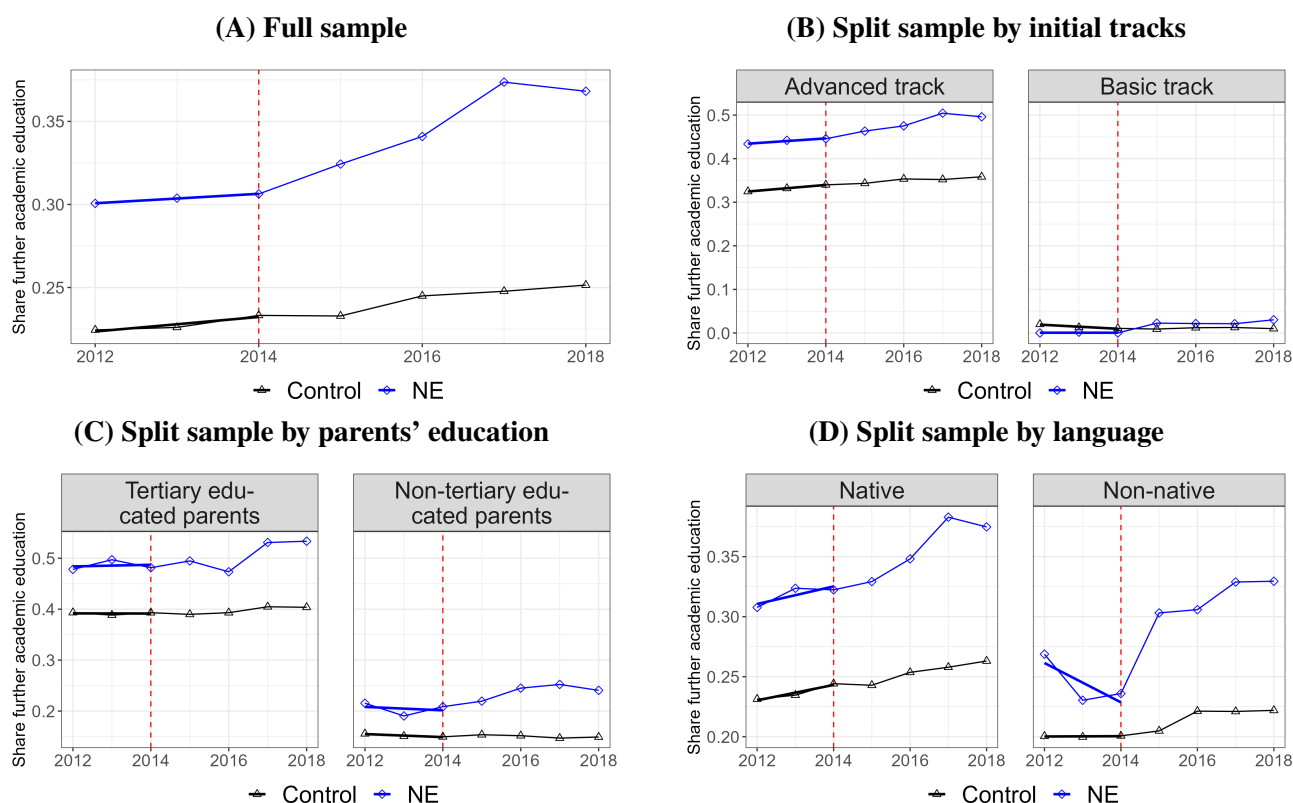 (A) Full sample
Share further academic education
0.35
0.30
0.25
2012 2014 2016 2018
Control NE
(B) Split sample by initial tracks
Advanced track Basic track
Share further academic education
0.5
0.4
0.3
0.2
0.1
0.0
2012 2014 2016 2018 2012 2014 2016 2018
Control NE
(C) Split sample by parents’ education
Tertiary edu-
cated parents
Non-tertiary edu-
cated parents
Share further academic education
0.5
0.4
0.3
0.2
2012 2014 2016 2018 2012 2014 2016 2018
Control NE
(D) Split sample by language
Native Non-native
Share further academic education
0.35
0.30
0.25
0.20
2012 2014 2016 2018 2012 2014 2016 2018
Control NE